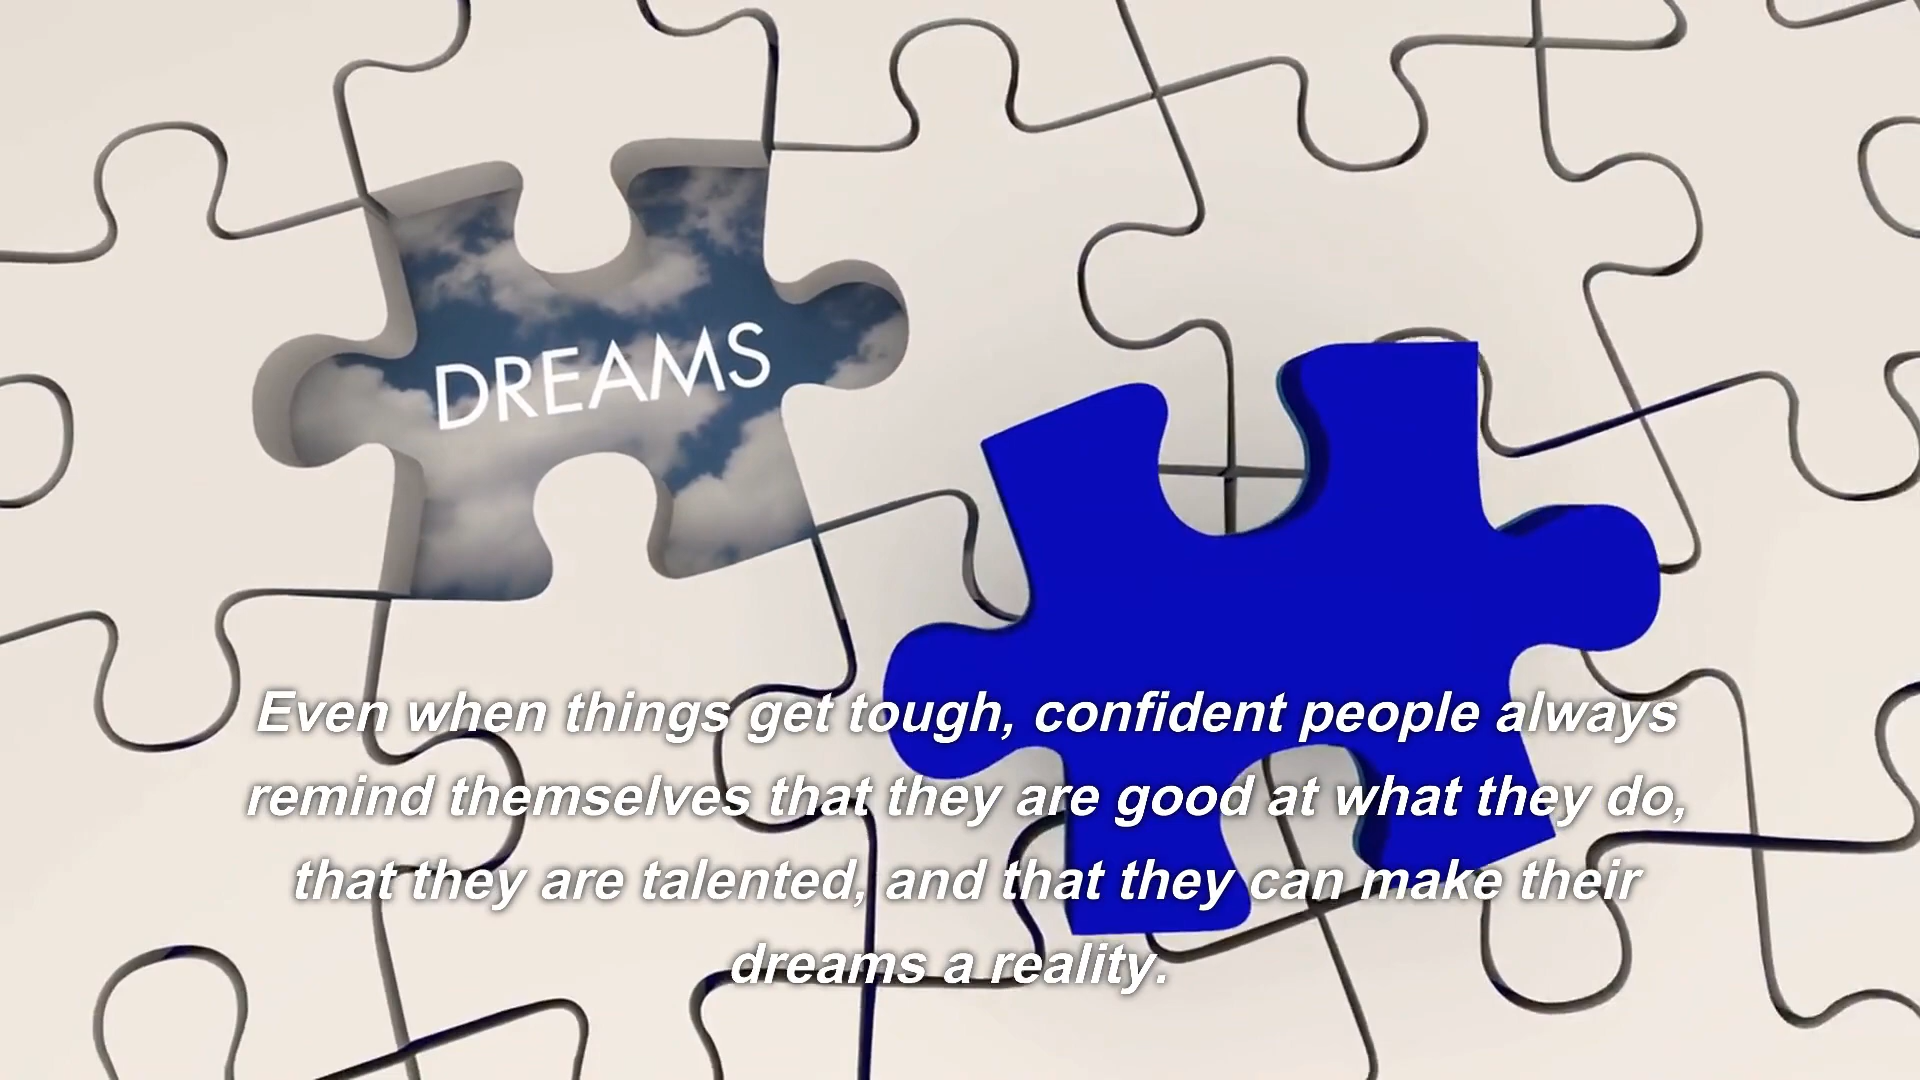 DREAMS
Even when things get tough, confident people always
remind themselves that they are good at what they do,
that they are talented, and that they can make their
dreams a reality.